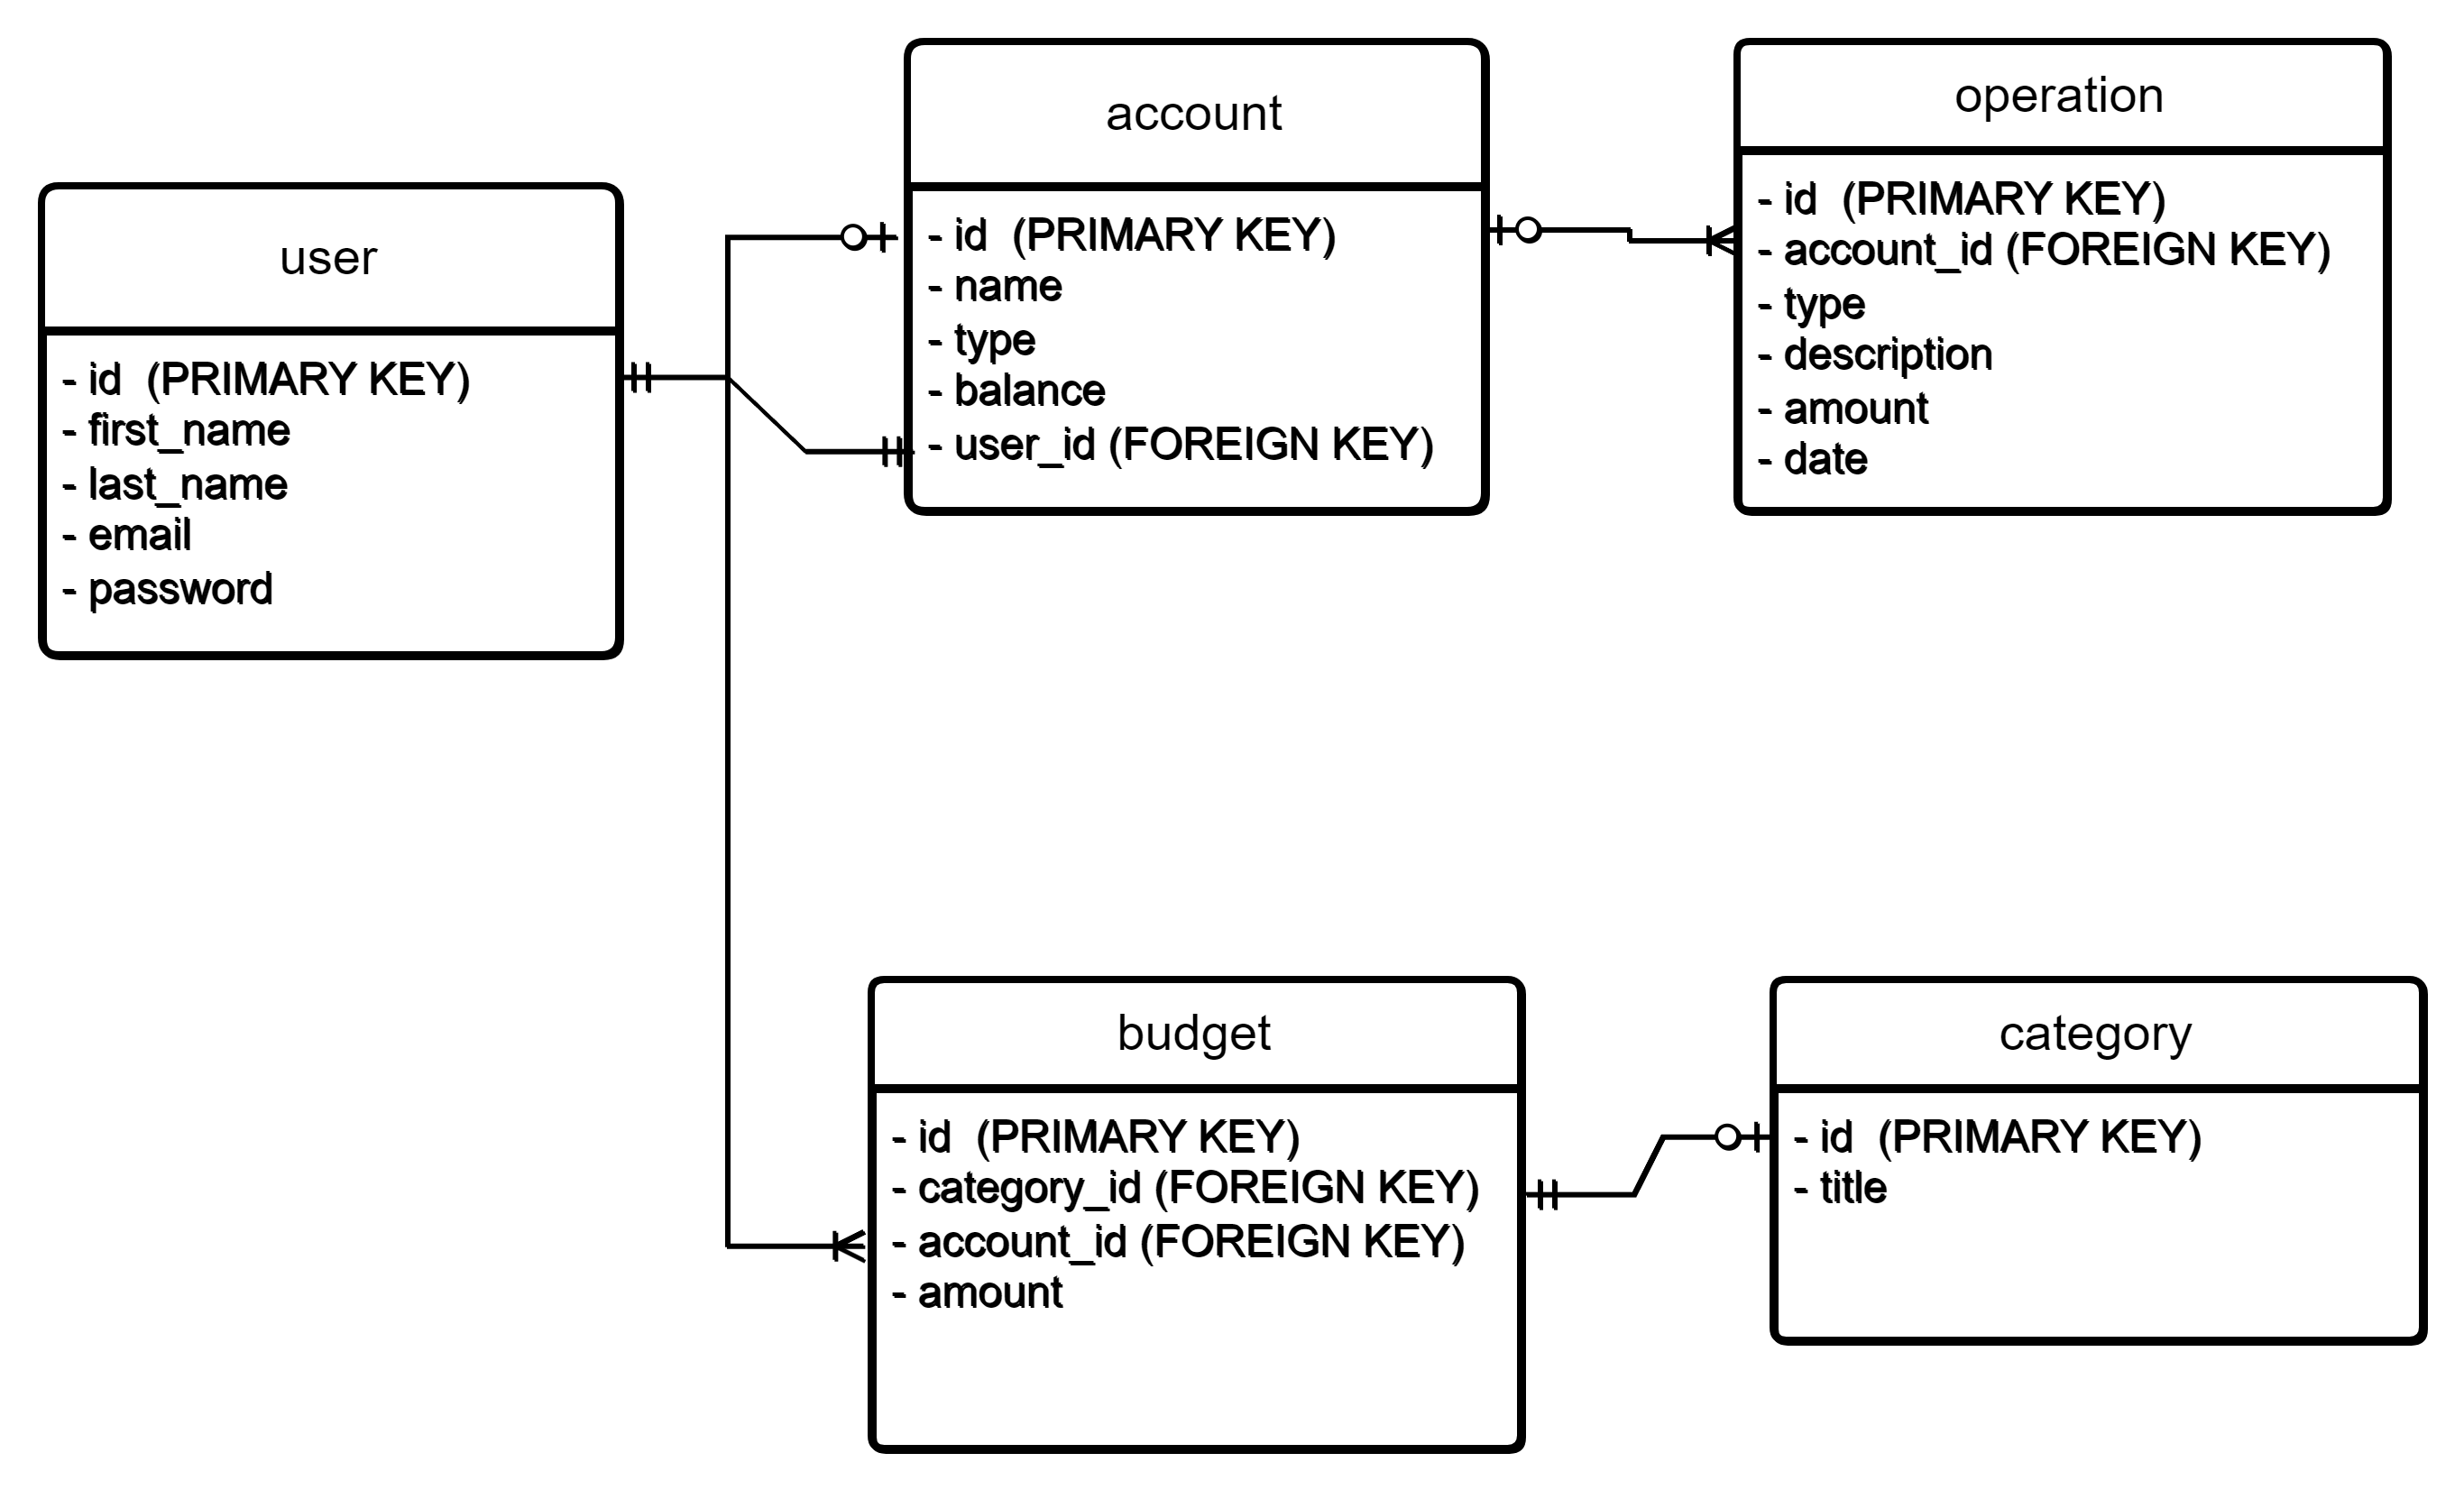 user
- id (PRIMARY KEY)
- first_name
- last_name
- email
- password
account
- id (PRIMARY KEY)
- name
- type
- balance
- user_id (FOREIGN KEY)
operation
- id (PRIMARY KEY)
- account_id (FOREIGN KEY)
- type
- description
- amount
- date
budget
- id (PRIMARY KEY)
- category_id (FOREIGN KEY)
- account_id (FOREIGN KEY)
- amount
category
- id (PRIMARY KEY)
- title